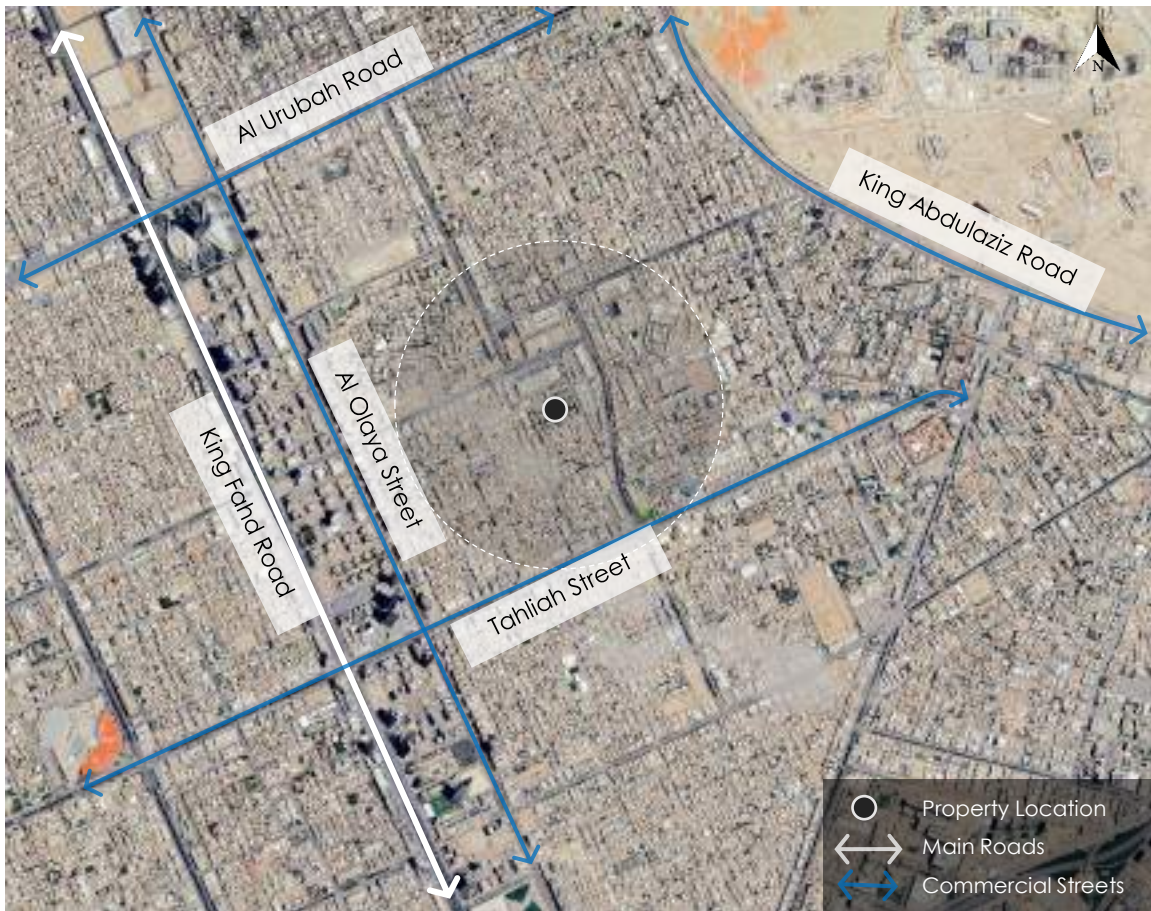 N
Al Urubah Road
King Abdulaziz Road
Al Olaya Street
King Fahd Road
Tahliah Street
Property Location
Main Roads
Commercial Streets